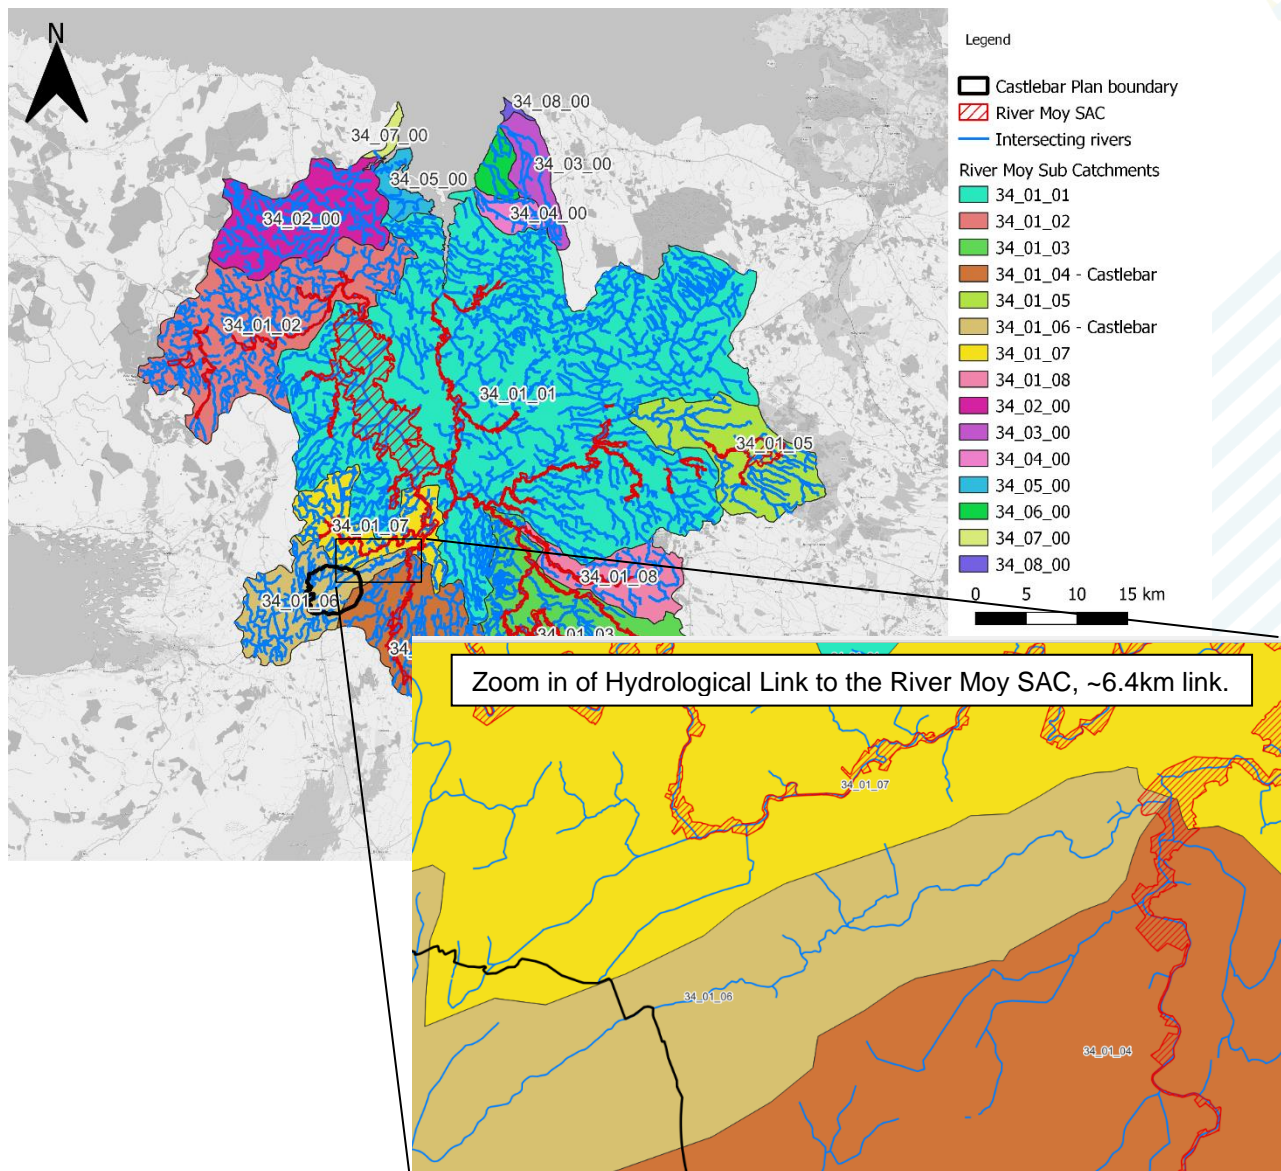 N
34_08_00
34_07_00
34_03_00
34_05_00
34_04_00
34_02_00
34_01_02
34_01_01
34_01_05
34_01_07
34_01_08
34_01_06
34_01_03
Legend
Castlebar Plan boundary
River Moy SAC
Intersecting rivers
River Moy Sub Catchments
34_01_01
34_01_02
34_01_03
34_01_04 - Castlebar
34_01_05
34_01_06 - Castlebar
34_01_07
34_01_08
34_02_00
34_03_00
34_04_00
34_05_00
34_06_00
34_07_00
34_08_00
0 5 10 15 km
Zoom in of Hydrological Link to the River Moy SAC, ~6.4km link.
34_01_07
34_01_06
34_01_04